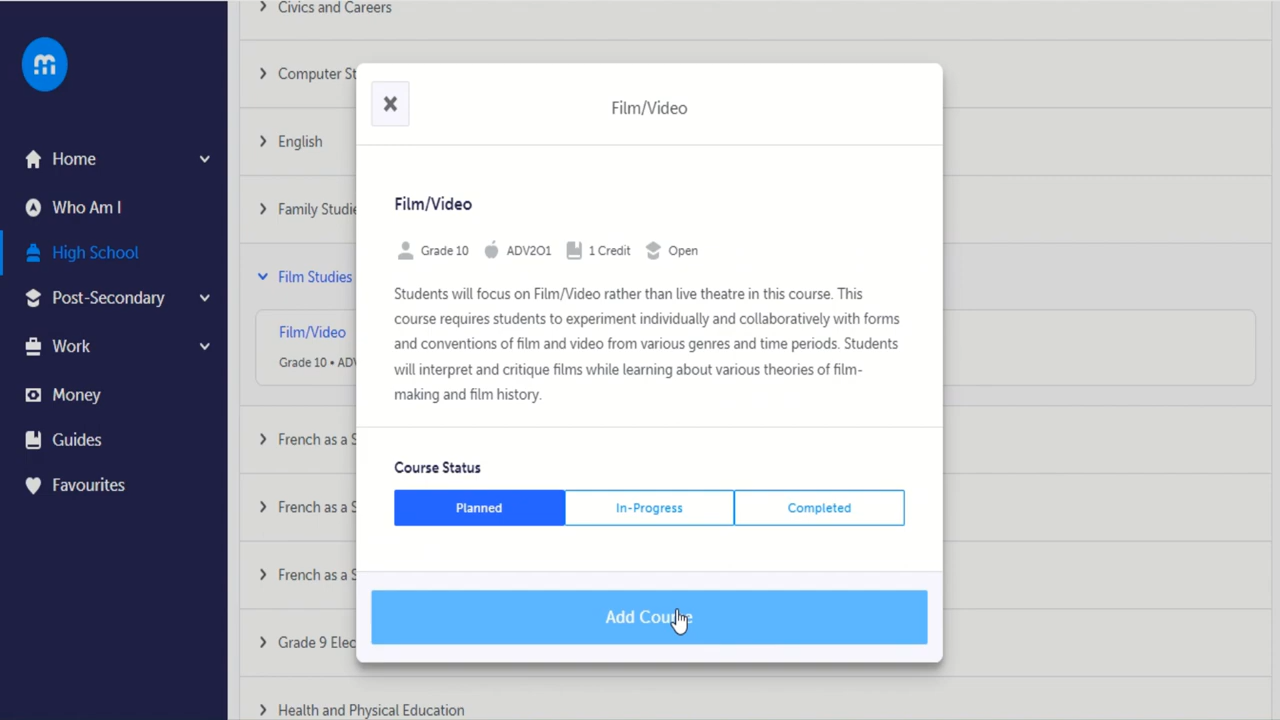 m
Home
Who Am I
High School
Post-Secondary
Work
Money
Guides
Favourites
Civics and Careers
Computer St
English
Family Studie
Film Studies
Film/Video
Grade 10 • ADV
French as a S
French as a S
French as a S
Grade 9 Elec
Health and Physical Education
Film/Video
Film/Video
Grade 10 ADV2O1 1 Credit Open
Students will focus on Film/Video rather than live theatre in this course. This
course requires students to experiment individually and collaboratively with forms
and conventions of film and video from various genres and time periods. Students
will interpret and critique films while learning about various theories of film-
making and film history.
Course Status
Planned In-Progress Completed
Add Course